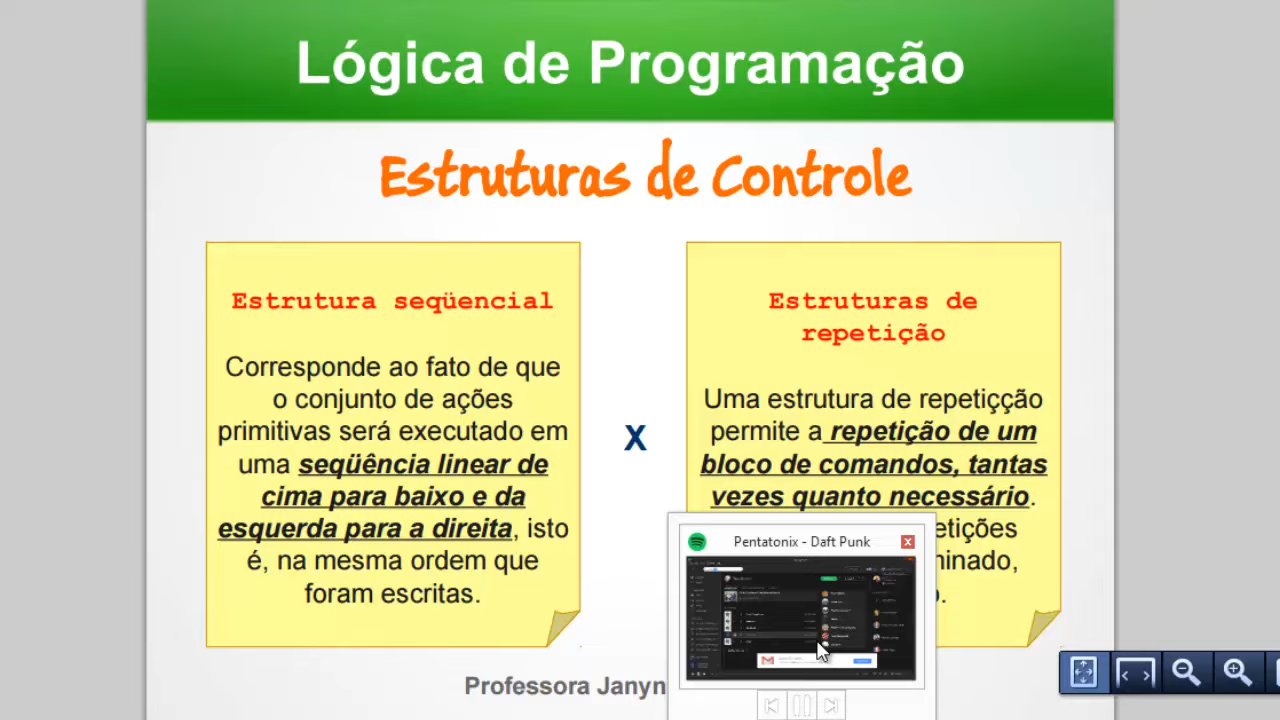 Lógica de Programação
Estruturas de Controle
Estrutura seqüencial
Corresponde ao fato de que
o conjunto de ações
primitivas será executado em
uma seqüência linear de
cima para baixo e da
esquerda para a direita, isto
é, na mesma ordem que
foram escritas.
X
Estruturas de
repetição
Uma estrutura de repetiçção
permite a repetição de um
bloco de comandos, tantas
vezes quanto necessário.
etições
minado,
Pentatonix - Daft Punk
Professora Janyn